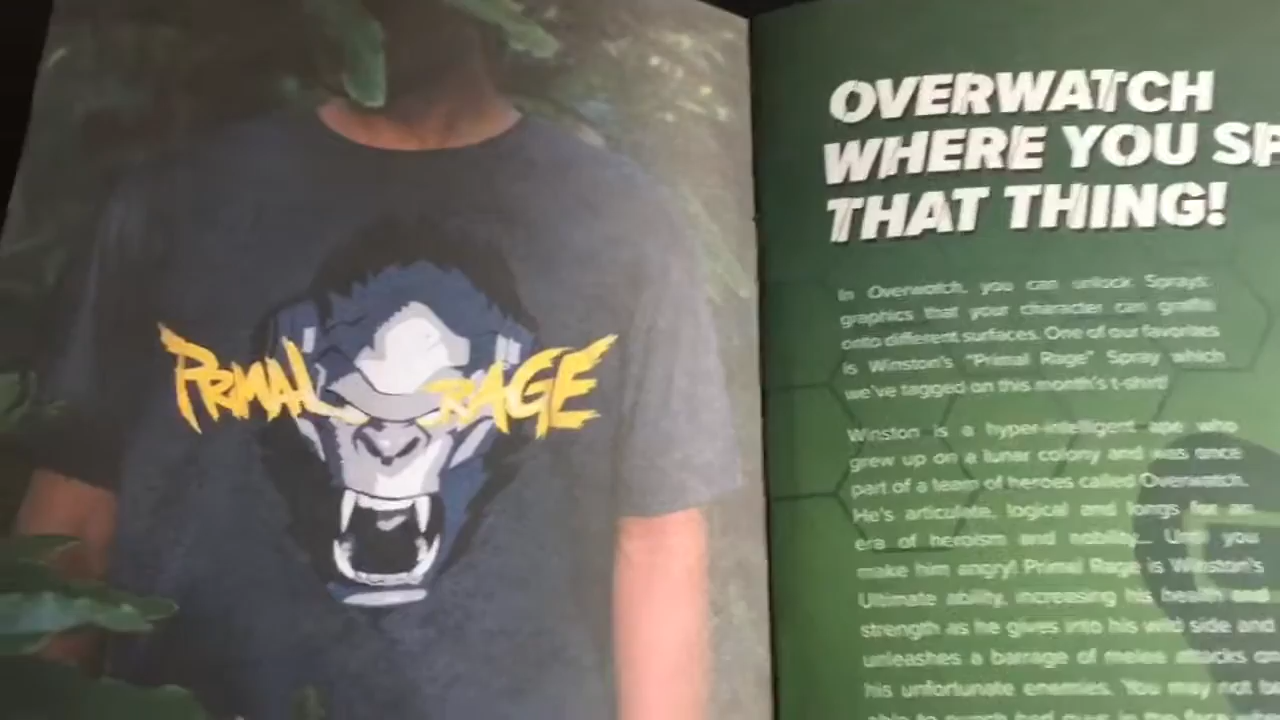 PRIMAL RAGE
OVERWATCH
WHERE YOU
THAT THING!
In Overwatch, you can unlock Sprays:
graphics that your character can graffiti
onto different surfaces. One of our favorites
is Winston's "Primal Rage" Spray which
we've tagged on this month's t-shirt!
Winston is a hyper-intelligent ape who
grew up on a lunar colony and was once
part of a team of heroes called Overwatch.
He's articulate, logical and longs for an
era of heroism and nobility... Until you
make him angry! Primal Rage is Winston's
Ultimate ability, increasing his health and
strength as he gives into his wild side and
unleashes a barrage of melee attacks on
his unfortunate enemies. You may not be